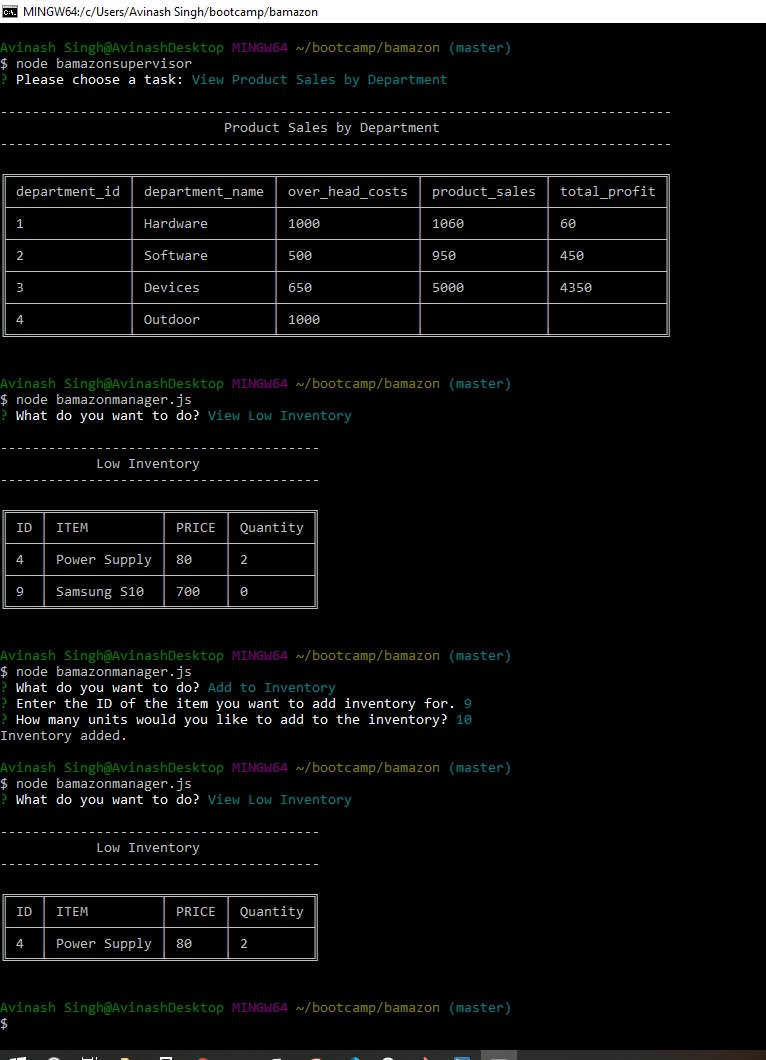 MINGW64:/c/Users/Avinash Singh/bootcamp/bamazon
Avinash Singh@AvinashDesktop MINGW64 ~/bootcamp/bamazon (master)
$ node bamazonsupervisor
? Please choose a task: View Product Sales by Department
--------------------------------------------------------------------------------
Product Sales by Department
--------------------------------------------------------------------------------
department_id department_name over_head_costs product_sales total_profit
1 Hardware 1000 1060 60
2 Software 500 950 450
3 Devices 650 5000 4350
4 Outdoor 1000
Avinash Singh@AvinashDesktop MINGW64 ~/bootcamp/bamazon (master)
$ node bamazonmanager.js
? What do you want to do? View Low Inventory
----------------------------------------
Low Inventory
----------------------------------------
ID ITEM PRICE Quantity
4 Power Supply 80 2
9 Samsung S10 700 0
Avinash Singh@AvinashDesktop MINGW64 ~/bootcamp/bamazon (master)
$ node bamazonmanager.js
? What do you want to do? Add to Inventory
? Enter the ID of the item you want to add inventory for. 9
? How many units would you like to add to the inventory? 10
Inventory added.
Avinash Singh@AvinashDesktop MINGW64 ~/bootcamp/bamazon (master)
$ node bamazonmanager.js
? What do you want to do? View Low Inventory
----------------------------------------
Low Inventory
----------------------------------------
ID ITEM PRICE Quantity
4 Power Supply 80 2
Avinash Singh@AvinashDesktop MINGW64 ~/bootcamp/bamazon (master)
$